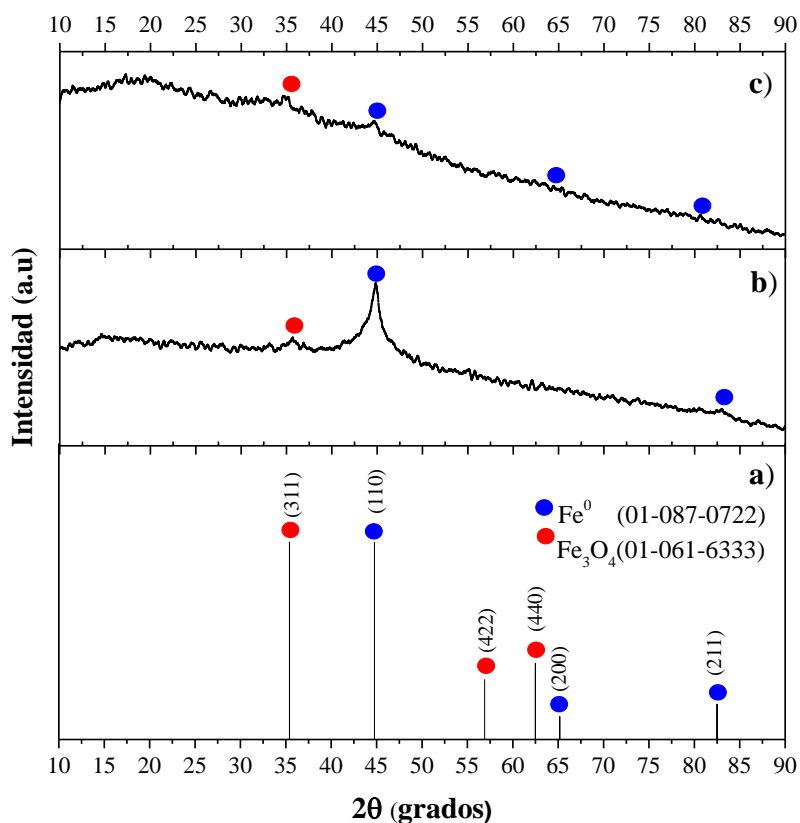 10 15 20 25 30 35 40 45 50 55 60 65 70 75 80 85 90
c)
b)
a)
Intensidad (a.u)
(311)
(110)
(422)
(440)
(200)
(211)
Fe⁰ (01-087-0722)
Fe₃O₄(01-061-6333)
10 15 20 25 30 35 40 45 50 55 60 65 70 75 80 85 90
2θ (grados)